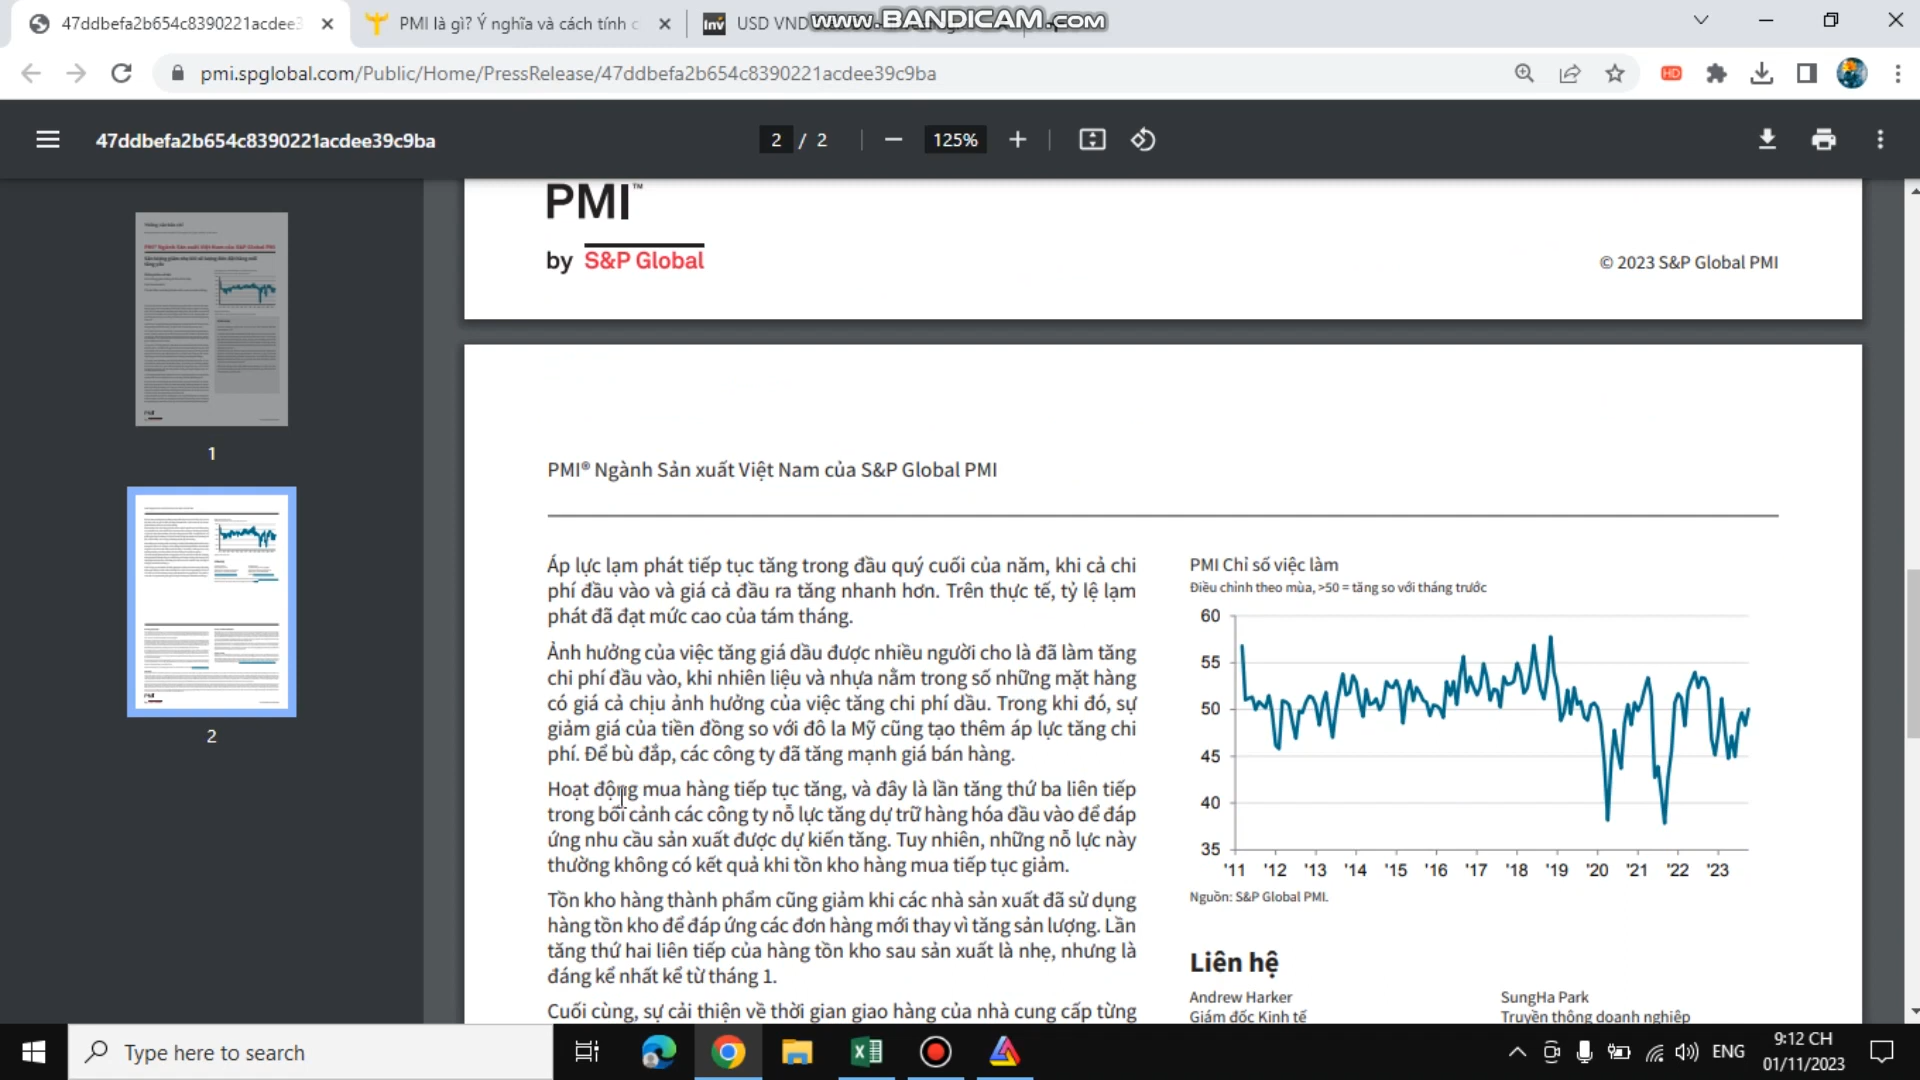 47ddbefa2b654c8390221acdee3
PMI là gì? Ý nghĩa và cách tính c
USD VND
www.BANDICAM.com
pmi.spglobal.com/Public/Home/PressRelease/47ddbefa2b654c8390221acdee39c9ba
HD
47ddbefa2b654c8390221acdee39c9ba
2 / 2
125%
1
2
PMI™
by S&P Global
© 2023 S&P Global PMI
PMI® Ngành Sản xuất Việt Nam của S&P Global PMI
Áp lực lạm phát tiếp tục tăng trong đầu quý cuối của năm, khi cả chi
phí đầu vào và giá cả đầu ra tăng nhanh hơn. Trên thực tế, tỷ lệ lạm
phát đã đạt mức cao của tám tháng.
Ảnh hưởng của việc tăng giá dầu được nhiều người cho là đã làm tăng
chi phí đầu vào, khi nhiên liệu và nhựa nằm trong số những mặt hàng
có giá cả chịu ảnh hưởng của việc tăng chi phí dầu. Trong khi đó, sự
giảm giá của tiền đồng so với đô la Mỹ cũng tạo thêm áp lực tăng chi
phí. Để bù đắp, các công ty đã tăng mạnh giá bán hàng.
Hoạt động mua hàng tiếp tục tăng, và đây là lần tăng thứ ba liên tiếp
trong bối cảnh các công ty nỗ lực tăng dự trữ hàng hóa đầu vào để đáp
ứng nhu cầu sản xuất được dự kiến tăng. Tuy nhiên, những nỗ lực này
thường không có kết quả khi tồn kho hàng mua tiếp tục giảm.
Tồn kho hàng thành phẩm cũng giảm khi các nhà sản xuất đã sử dụng
hàng tồn kho để đáp ứng các đơn hàng mới thay vì tăng sản lượng. Lần
tăng thứ hai liên tiếp của hàng tồn kho sau sản xuất là nhẹ, nhưng là
đáng kể nhất kể từ tháng 1.
Cuối cùng, sự cải thiện về thời gian giao hàng của nhà cung cấp từng
PMI Chỉ số việc làm
Điều chỉnh theo mùa, >50 = tăng so với tháng trước
60
55
50
45
40
35
'11 '12 '13 '14 '15 '16 '17 '18 '19 '20 '21 '22 '23
Nguồn: S&P Global PMI.
Liên hệ
Andrew Harker
Giám đốc Kinh tế
SungHa Park
Truyền thông doanh nghiệp
Type here to search
ENG
9:12 CH
01/11/2023